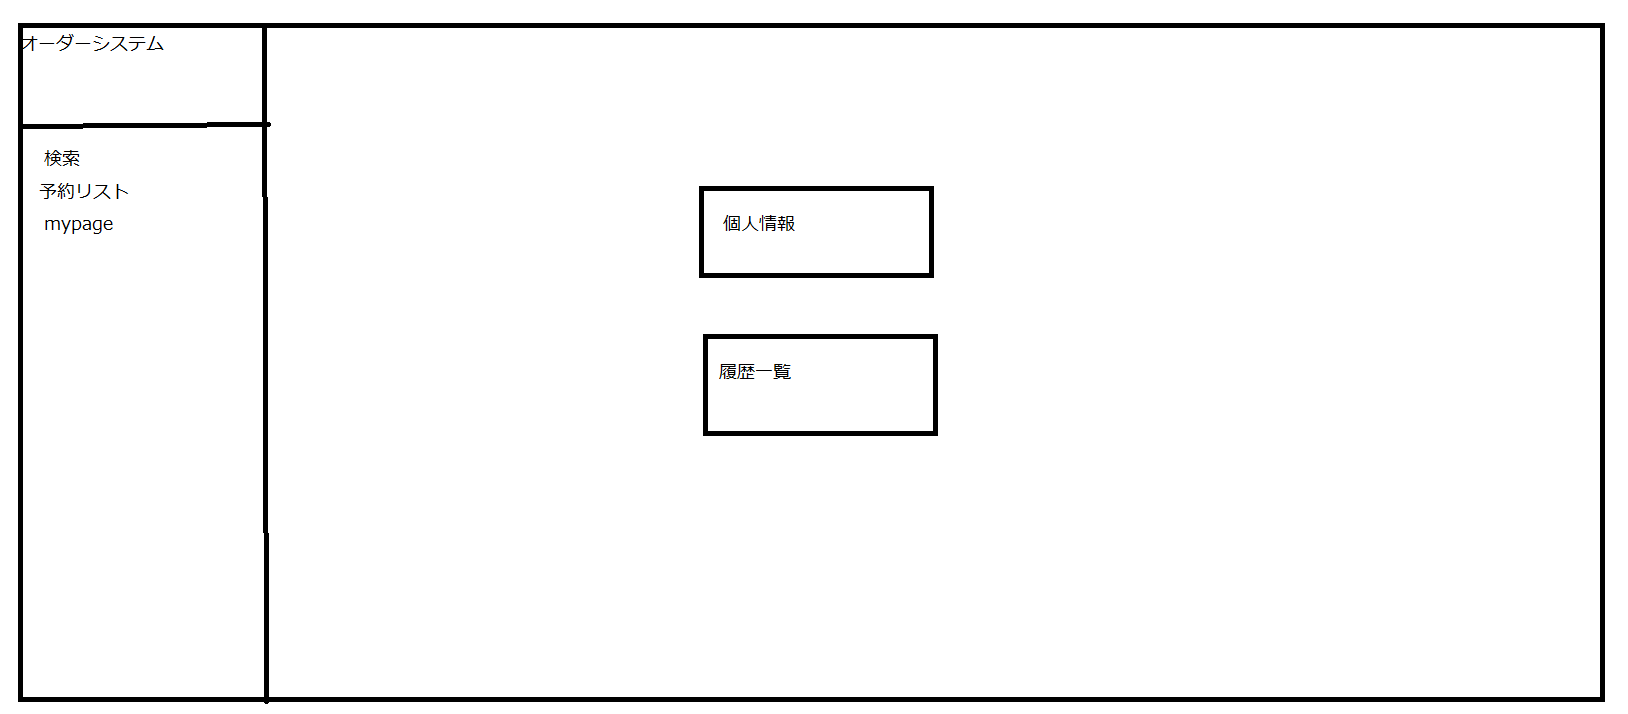 オーダーシステム
検索
予約リスト
mypage
個人情報
履歴一覧